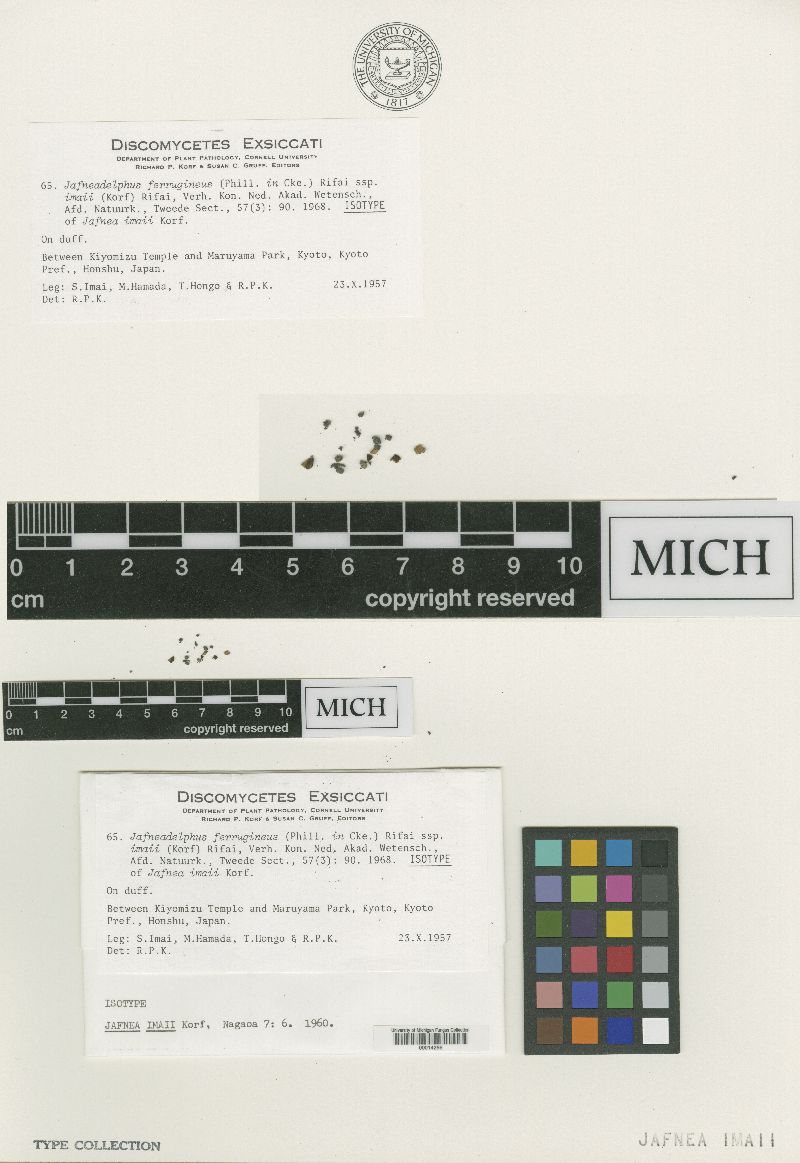 THE UNIVERSITY OF MICHIGAN
1817
DISCOMYCETES EXSICCATI
DEPARTMENT OF PLANT PATHOLOGY, CORNELL UNIVERSITY
RICHARD P. KORF & SUSAN C. GRUFF, EDITORS
65. Jafneadelphus ferrugineus (Phill. in Cke.) Rifai ssp.
imaii (Korf) Rifai, Verh. Kon. Ned. Akad. Wetensch.,
Afd. Natuurk., Tweede Sect., 57(3): 90. 1968. ISOTYPE
of Jafnea imaii Korf.
On duff.
Between Kiyomizu Temple and Maruyama Park, Kyoto, Kyoto
Pref., Honshu, Japan.
Leg: S.Imai, M.Hamada, T.Hongo & R.P.K. 23.X.1957
Det: R.P.K.
0 1 2 3 4 5 6 7 8 9 10
cm copyright reserved
MICH
0 1 2 3 4 5 6 7 8 9 10
cm copyright reserved
MICH
DISCOMYCETES EXSICCATI
DEPARTMENT OF PLANT PATHOLOGY, CORNELL UNIVERSITY
RICHARD P. KORF & SUSAN C. GRUFF, EDITORS
65. Jafneadelphus ferrugineus (Phill. in Cke.) Rifai ssp.
imaii (Korf) Rifai, Verh. Kon. Ned. Akad. Wetensch.,
Afd. Natuurk., Tweede Sect., 57(3): 90. 1968. ISOTYPE
of Jafnea imaii Korf.
On duff.
Between Kiyomizu Temple and Maruyama Park, Kyoto, Kyoto
Pref., Honshu, Japan.
Leg: S.Imai, M.Hamada, T.Hongo & R.P.K. 23.X.1957
Det: R.P.K.
ISOTYPE
JAFNEA IMAII Korf, Nagaoa 7: 6. 1960.
University of Michigan Fungus Collection
TYPE COLLECTION
JAFNEA IMAII